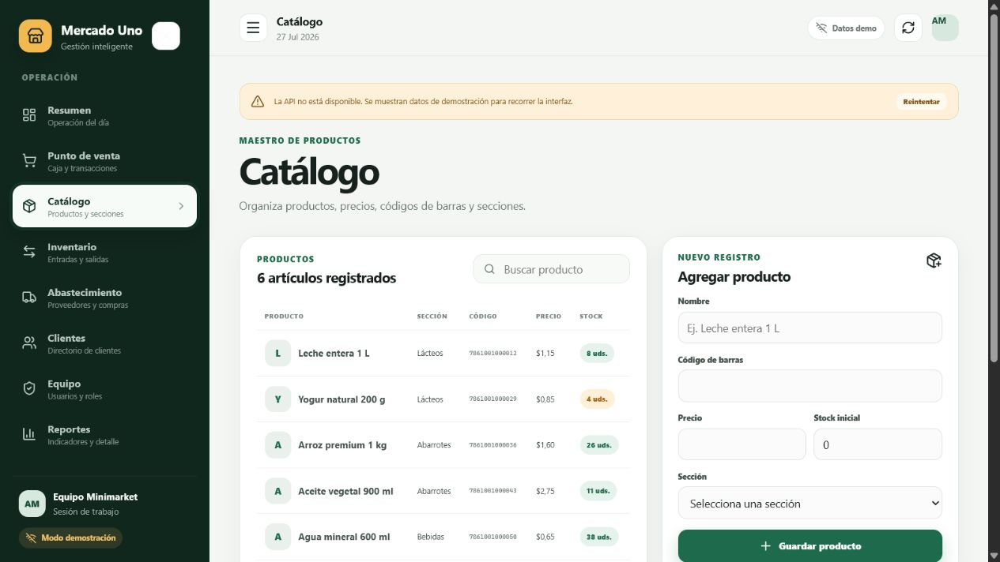 Mercado Uno
Gestión inteligente
OPERACIÓN
Resumen
Operación del día
Punto de venta
Caja y transacciones
Catálogo
Productos y secciones
Inventario
Entradas y salidas
Abastecimiento
Proveedores y compras
Clientes
Directorio de clientes
Equipo
Usuarios y roles
Reportes
Indicadores y detalle
AM
Equipo Minimarket
Sesión de trabajo
Modo demostración
Catálogo
27 Jul 2026
Datos demo
AM
La API no está disponible. Se muestran datos de demostración para recorrer la interfaz.
Reintentar
MAESTRO DE PRODUCTOS
Catálogo
Organiza productos, precios, códigos de barras y secciones.
PRODUCTOS
6 artículos registrados
Buscar producto
PRODUCTO SECCIÓN CÓDIGO PRECIO STOCK
L Leche entera 1 L Lácteos 7861001000012 $1,15 8 uds.
Y Yogur natural 200 g Lácteos 7861001000029 $0,85 4 uds.
A Arroz premium 1 kg Abarrotes 7861001000036 $1,60 26 uds.
A Aceite vegetal 900 ml Abarrotes 7861001000043 $2,75 11 uds.
A Agua mineral 600 ml Bebidas 7861001000050 $0,65 38 uds.
NUEVO REGISTRO
Agregar producto
Nombre
Ej. Leche entera 1 L
Código de barras
Precio Stock inicial
0
Sección
Selecciona una sección
Guardar producto